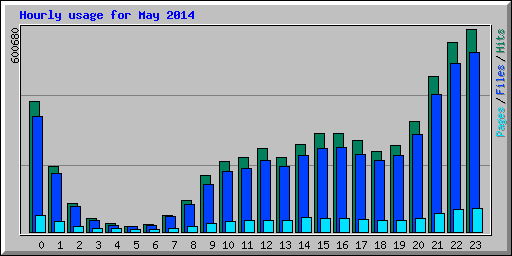 Hourly usage for May 2014
600680
Pages / Files / Hits
0 1 2 3 4 5 6 7 8 9 10 11 12 13 14 15 16 17 18 19 20 21 22 23